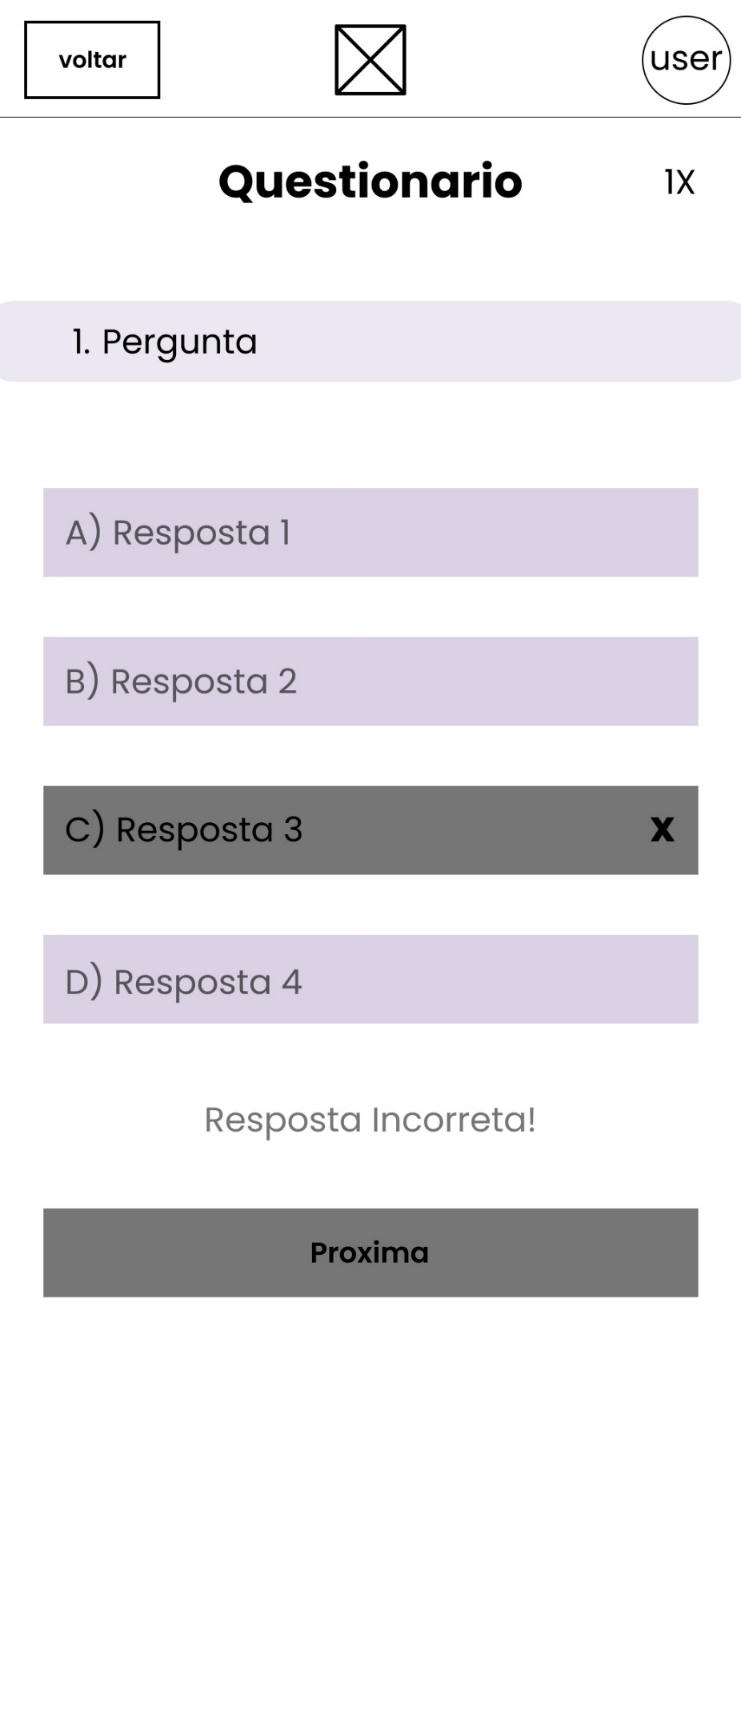 voltar
user
Questionario
1X
1. Pergunta
A) Resposta 1
B) Resposta 2
C) Resposta 3
X
D) Resposta 4
Resposta Incorreta!
Proxima